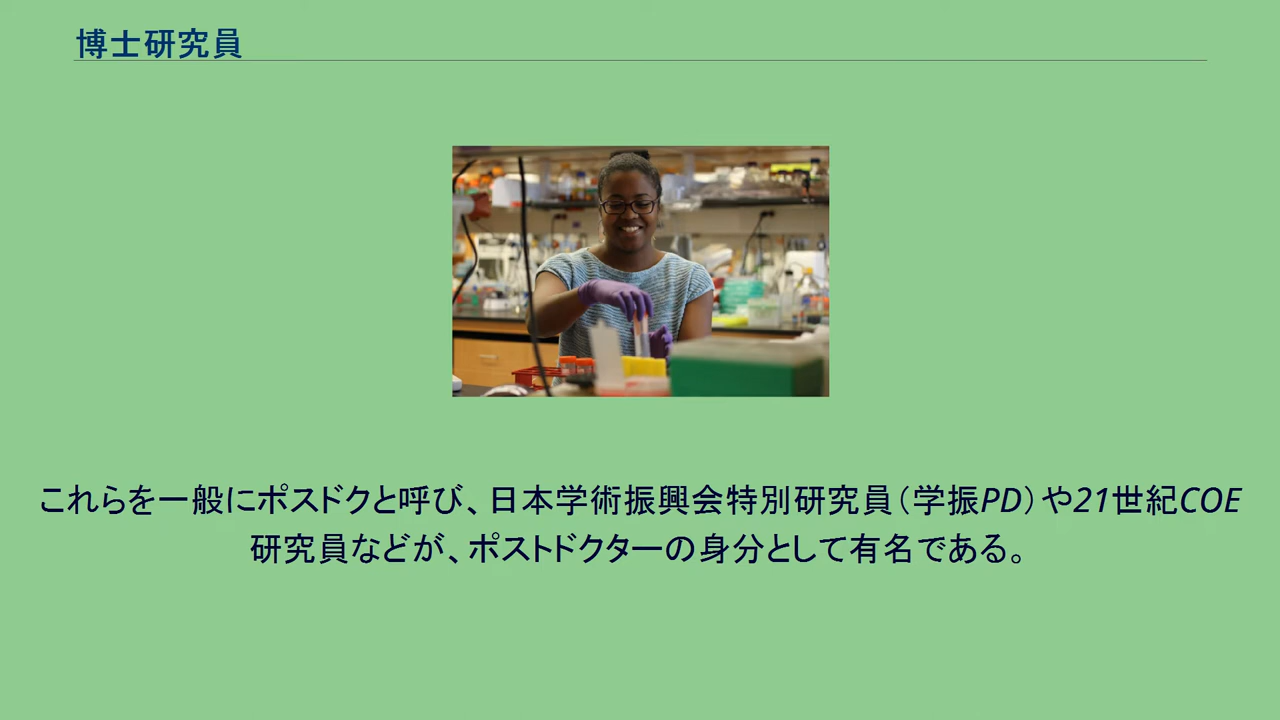 博士研究員
これらを一般にポスドクと呼び、日本学術振興会特別研究員（学振PD）や21世紀COE
研究員などが、ポストドクターの身分として有名である。